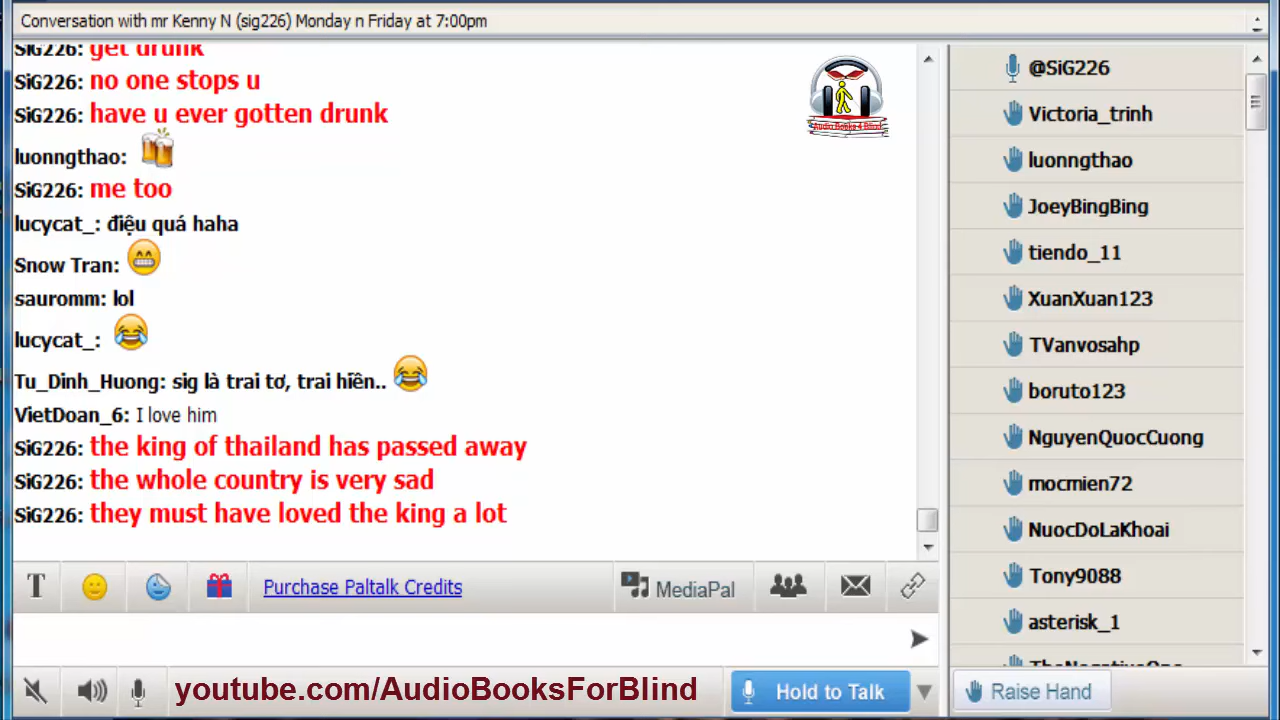 Conversation with mr Kenny N (sig226) Monday n Friday at 7:00pm
SiG226: get drunk
SiG226: no one stops u
SiG226: have u ever gotten drunk
luonngthao:
SiG226: me too
lucycat_: điệu quá haha
Snow Tran:
sauromm: lol
lucycat_:
Tu_Dinh_Huong: sig là trai tơ, trai hiền..
VietDoan_6: I love him
SiG226: the king of thailand has passed away
SiG226: the whole country is very sad
SiG226: they must have loved the king a lot
Audio Books 4 Blind
@SiG226
Victoria_trinh
luonngthao
JoeyBingBing
tiendo_11
XuanXuan123
TVanvosahp
boruto123
NguyenQuocCuong
mocmien72
NuocDoLaKhoai
Tony9088
asterisk_1
T Purchase Paltalk Credits MediaPal
youtube.com/AudioBooksForBlind Hold to Talk Raise Hand